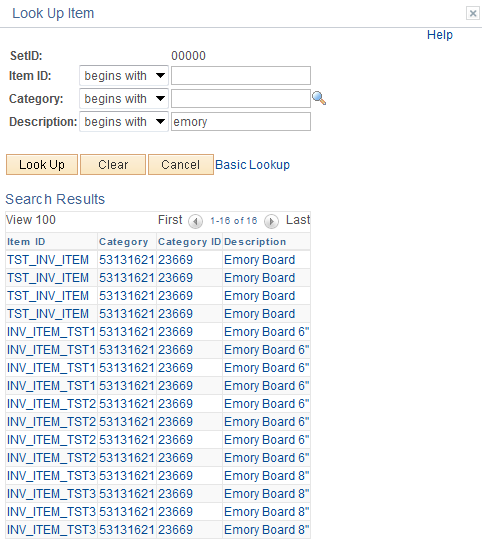 Look Up Item
Help
SetID: 00000
Item ID: begins with
Category: begins with
Description: begins with emory
Look Up Clear Cancel Basic Lookup
Search Results
View 100 First 1-16 of 16 Last
Item ID Category Category ID Description
TST_INV_ITEM 53131621 23669 Emory Board
TST_INV_ITEM 53131621 23669 Emory Board
TST_INV_ITEM 53131621 23669 Emory Board
TST_INV_ITEM 53131621 23669 Emory Board
INV_ITEM_TST1 53131621 23669 Emory Board 6"
INV_ITEM_TST1 53131621 23669 Emory Board 6"
INV_ITEM_TST1 53131621 23669 Emory Board 6"
INV_ITEM_TST1 53131621 23669 Emory Board 6"
INV_ITEM_TST2 53131621 23669 Emory Board 6"
INV_ITEM_TST2 53131621 23669 Emory Board 6"
INV_ITEM_TST2 53131621 23669 Emory Board 6"
INV_ITEM_TST2 53131621 23669 Emory Board 6"
INV_ITEM_TST3 53131621 23669 Emory Board 8"
INV_ITEM_TST3 53131621 23669 Emory Board 8"
INV_ITEM_TST3 53131621 23669 Emory Board 8"
INV_ITEM_TST3 53131621 23669 Emory Board 8"